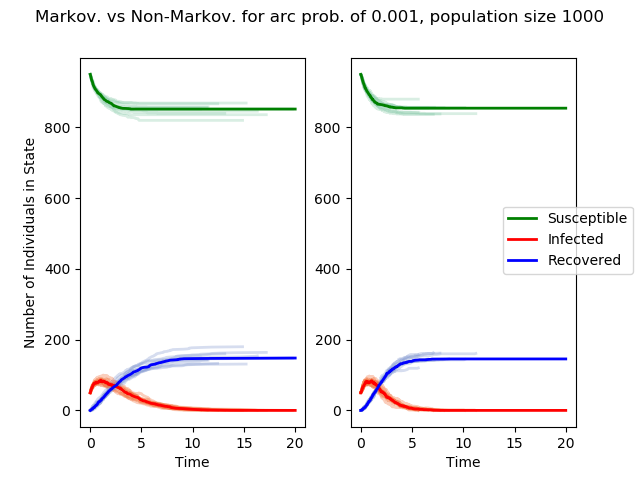 Markov. vs Non-Markov. for arc prob. of 0.001, population size 1000
Number of Individuals in State
800
600
400
200
0
0 5 10 15 20
Time
800
600
400
200
0
0 5 10 15 20
Time
Susceptible
Infected
Recovered